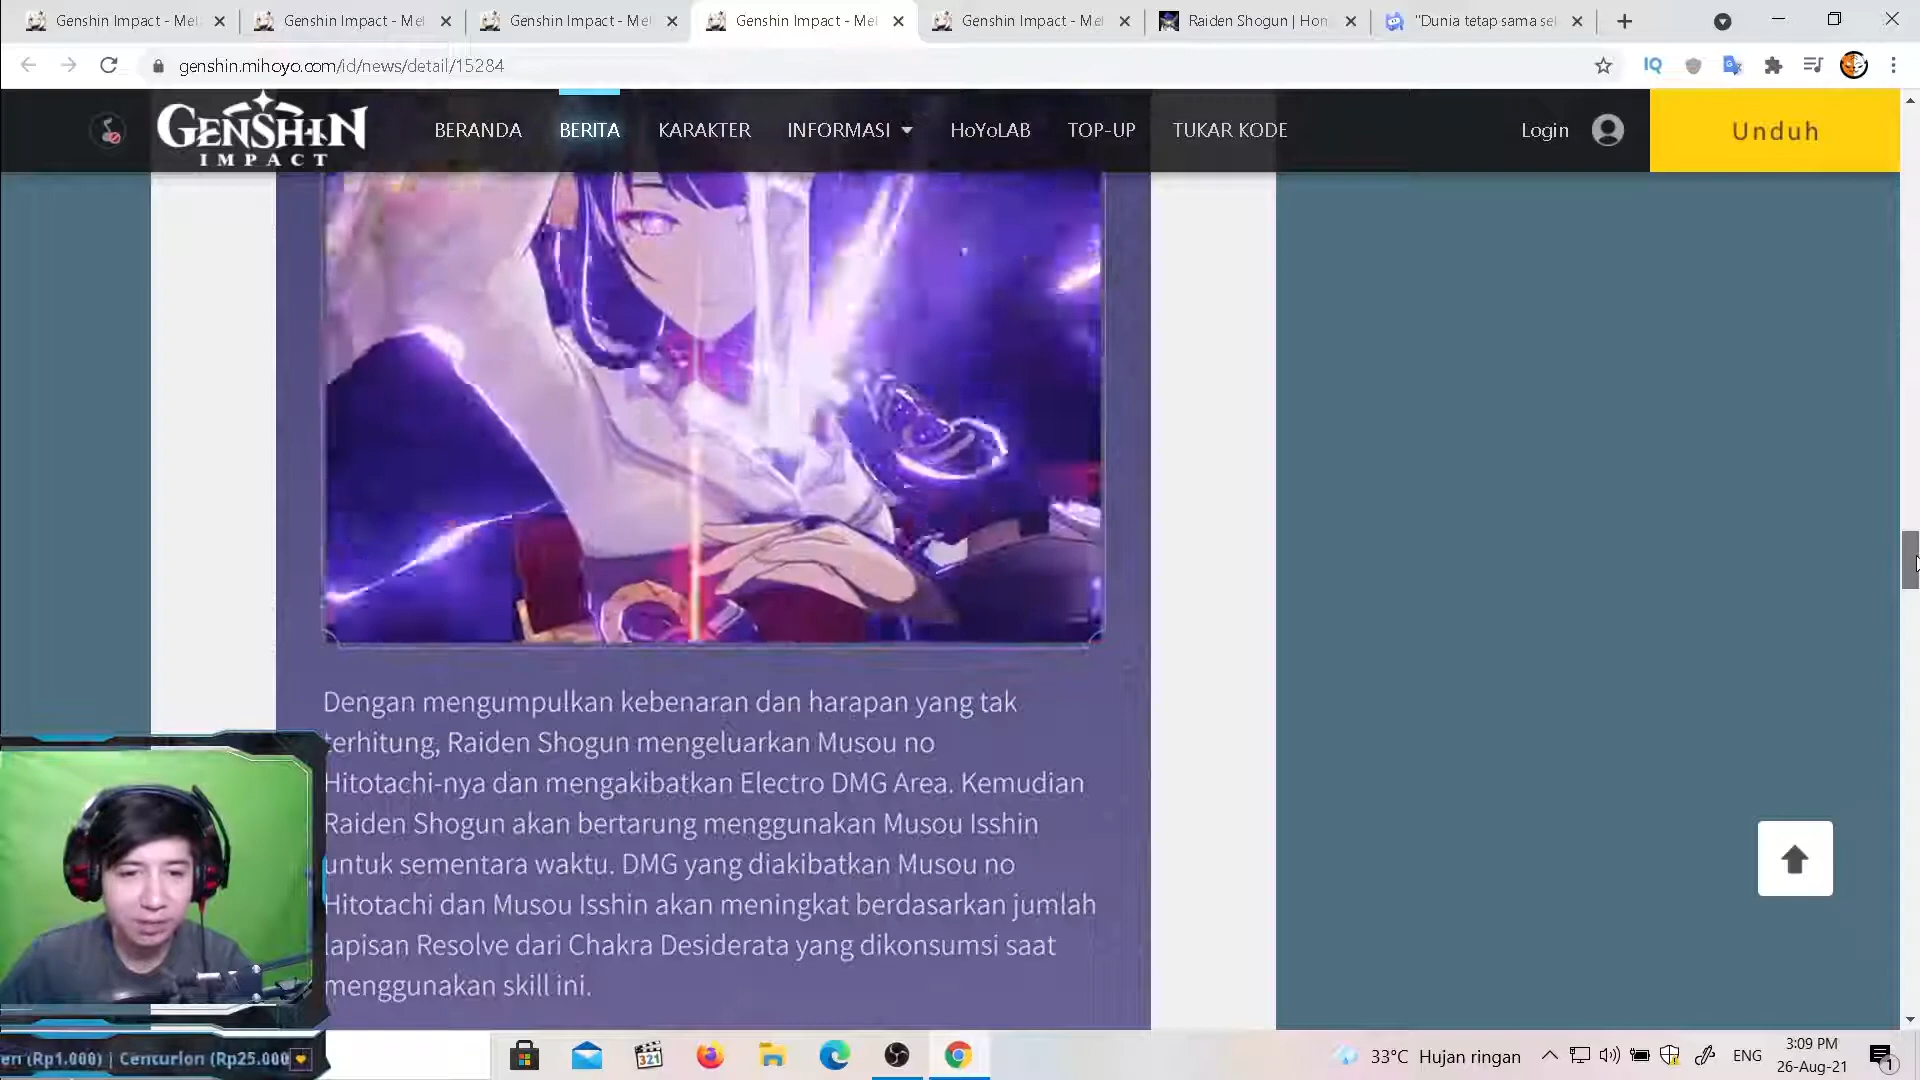 Genshin Impact - Mel
Genshin Impact - Mel
Genshin Impact - Mel
Genshin Impact - Mel
Genshin Impact - Mel
Raiden Shogun | Hon
"Dunia tetap sama sel
genshin.mihoyo.com/id/news/detail/15284
IQ
GENSHIN
IMPACT
BERANDA
BERITA
KARAKTER
INFORMASI
HoYoLAB
TOP-UP
TUKAR KODE
Login
Unduh
Dengan mengumpulkan kebenaran dan harapan yang tak
terhitung, Raiden Shogun mengeluarkan Musou no
Hitotachi-nya dan mengakibatkan Electro DMG Area. Kemudian
Raiden Shogun akan bertarung menggunakan Musou Isshin
untuk sementara waktu. DMG yang diakibatkan Musou no
Hitotachi dan Musou Isshin akan meningkat berdasarkan jumlah
lapisan Resolve dari Chakra Desiderata yang dikonsumsi saat
menggunakan skill ini.
(Rp1.000) | Centurion (Rp25.000
321
33°C Hujan ringan
ENG
3:09 PM
26-Aug-21
1